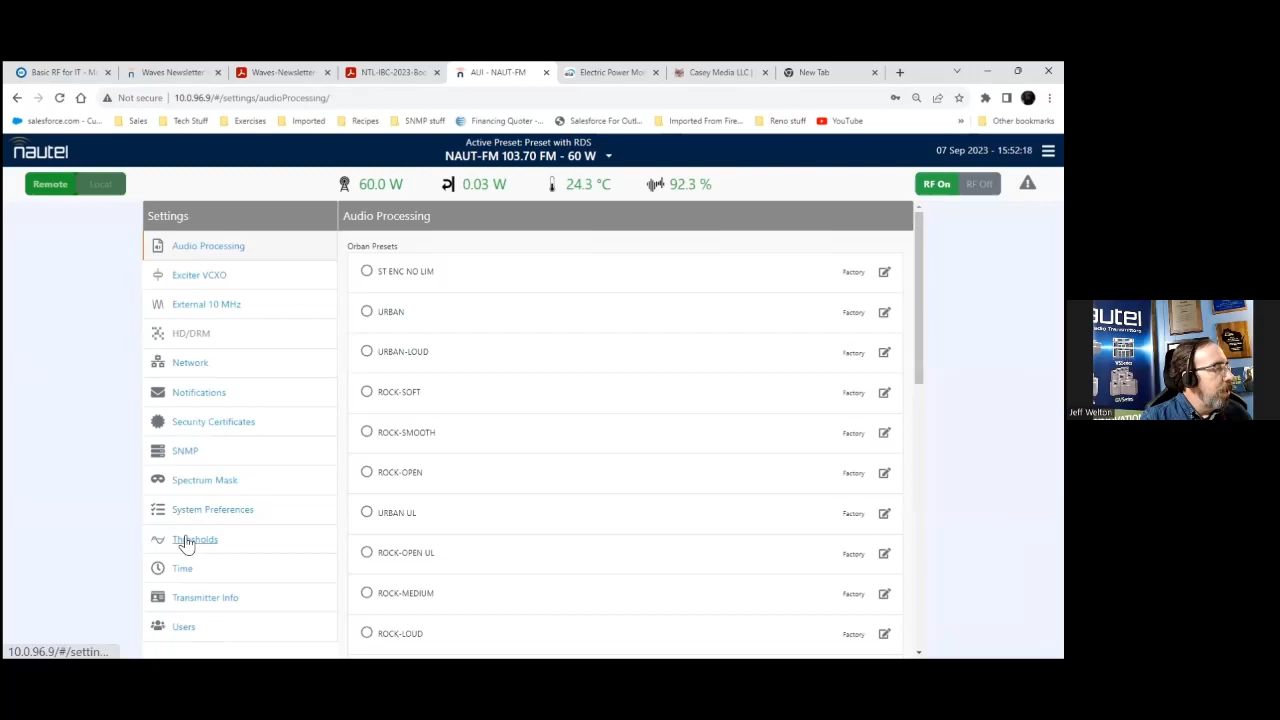 Basic RF for IT - M
Waves Newsletter
Waves-Newsletter
NTL-IBC-2023-Boo
AUI - NAUT-FM
Electric Power Mo
Casey Media LLC |
New Tab
Not secure
10.0.96.9/#/settings/audioProcessing/
salesforce.com - Cu...
Sales
Tech Stuff
Exercises
Imported
Recipes
SNMP stuff
Financing Quoter -...
Salesforce For Outl...
Imported From Fire...
Reno stuff
YouTube
»
Other bookmarks
nautel
Active Preset: Preset with RDS
NAUT-FM 103.70 FM - 60 W
07 Sep 2023 - 15:52:18
Remote
Local
60.0 W
0.03 W
24.3 °C
92.3 %
RF On
RF Off
Settings
Audio Processing
Exciter VCXO
External 10 MHz
HD/DRM
Network
Notifications
Security Certificates
SNMP
Spectrum Mask
System Preferences
Thresholds
Time
Transmitter Info
Users
10.0.96.9/#/settin...
Audio Processing
Orban Presets
ST ENC NO LIM Factory
URBAN Factory
URBAN-LOUD Factory
ROCK-SOFT Factory
ROCK-SMOOTH Factory
ROCK-OPEN Factory
URBAN UL Factory
ROCK-OPEN UL Factory
ROCK-MEDIUM Factory
ROCK-LOUD Factory
autel
Jeff Welton